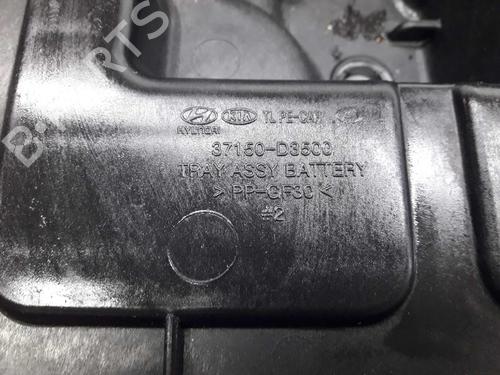 HYUNDAI KIA TL PE-CAR
37150-D3500
TRAY ASSY BATTERY
> PP-GF30 <
#2